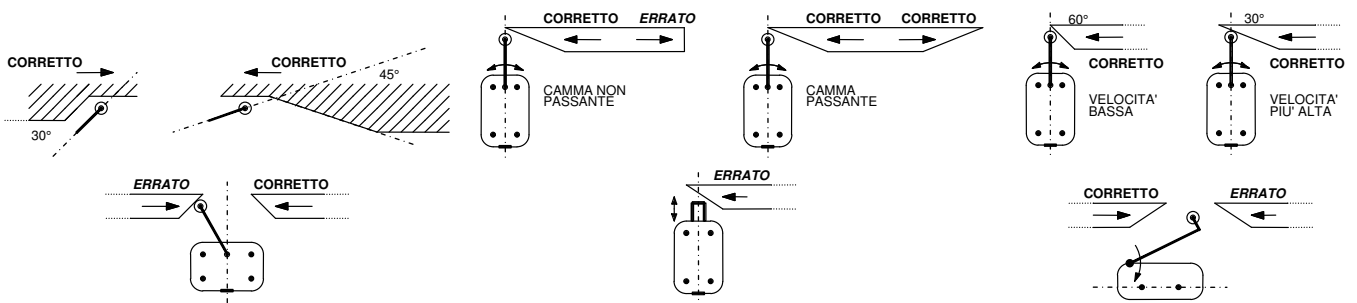 CORRETTO
30°
CORRETTO
45°
CORRETTO ERRATO
CAMMA NON
PASSANTE
CORRETTO CORRETTO
CAMMA
PASSANTE
60°
CORRETTO
VELOCITA'
BASSA
30°
CORRETTO
VELOCITA'
PIU' ALTA
ERRATO CORRETTO
ERRATO
CORRETTO ERRATO